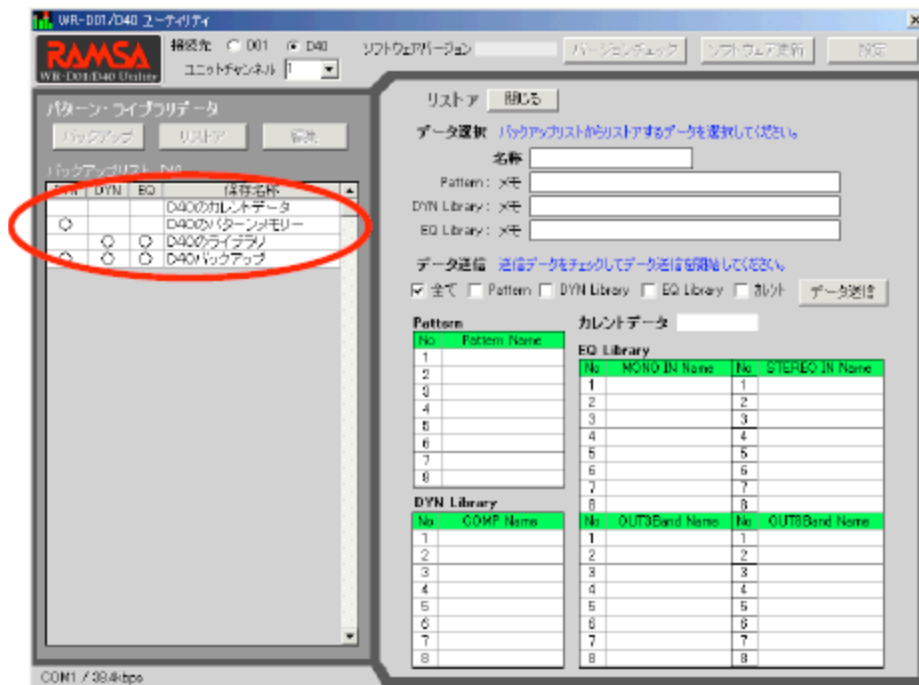 WR-D01/D40 ユーティリティ
RAMSA
WR-D01/D40 Utility
接続先 D01 D40
ユニットチャンネル 1
ソフトウェアバージョン
バージョンチェック
ソフトウェア更新
設定
パターン・ライブラリデータ
バックアップ
リストア
編集
バックアップリスト D40
DYN EQ 保存名称
D40のカレントデータ
○ D40のパターンメモリー
○ ○ D40のライブラリ
○ ○ ○ D40バックアップ
COM1 / 38.4kbps
リストア 閉じる
データ選択 バックアップリストからリストアするデータを選択してください。
名称
Pattern: メモ
DYN Library: メモ
EQ Library: メモ
データ送信 送信データをチェックしてデータ送信を開始してください。
全て Pattern DYN Library EQ Library カレント データ送信
Pattern
No Pattern Name
1
2
3
4
5
6
7
8
DYN Library
No COMP Name
1
2
3
4
5
6
7
8
カレントデータ
EQ Library
No MONO IN Name No STEREO IN Name
1 1
2 2
3 3
4 4
5 5
6 6
7 7
8 8
No OUT3Band Name No OUT8Band Name
1 1
2 2
3 3
4 4
5 5
6 6
7 7
8 8